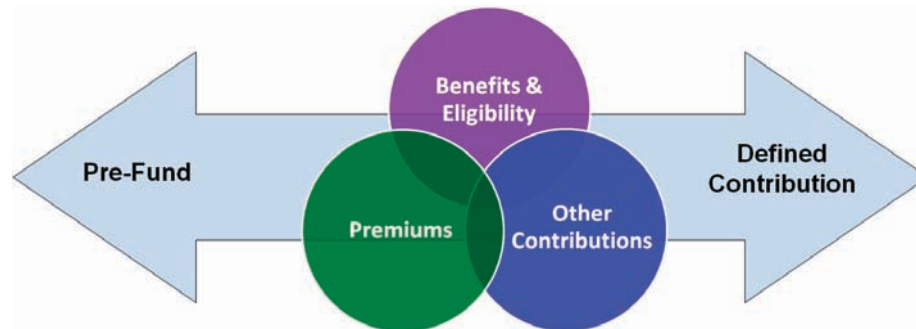 Benefits &
Eligibility
Pre-Fund
Defined
Contribution
Premiums
Other
Contributions